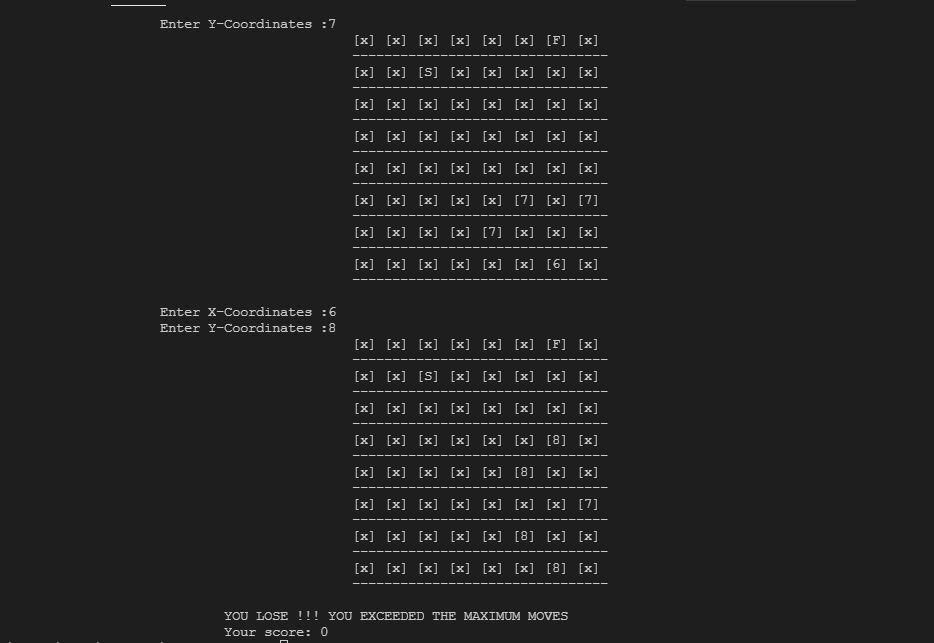 Enter Y-Coordinates :7
[x] [x] [x] [x] [x] [x] [F] [x]
[x] [x] [S] [x] [x] [x] [x] [x]
[x] [x] [x] [x] [x] [x] [x] [x]
[x] [x] [x] [x] [x] [x] [x] [x]
[x] [x] [x] [x] [x] [x] [x] [x]
[x] [x] [x] [x] [x] [7] [x] [7]
[x] [x] [x] [x] [7] [x] [x] [x]
[x] [x] [x] [x] [x] [x] [6] [x]
Enter X-Coordinates :6
Enter Y-Coordinates :8
[x] [x] [x] [x] [x] [x] [F] [x]
[x] [x] [S] [x] [x] [x] [x] [x]
[x] [x] [x] [x] [x] [x] [x] [x]
[x] [x] [x] [x] [x] [x] [8] [x]
[x] [x] [x] [x] [x] [8] [x] [x]
[x] [x] [x] [x] [x] [x] [x] [7]
[x] [x] [x] [x] [x] [8] [x] [x]
[x] [x] [x] [x] [x] [x] [8] [x]
YOU LOSE !!! YOU EXCEEDED THE MAXIMUM MOVES
Your score: 0